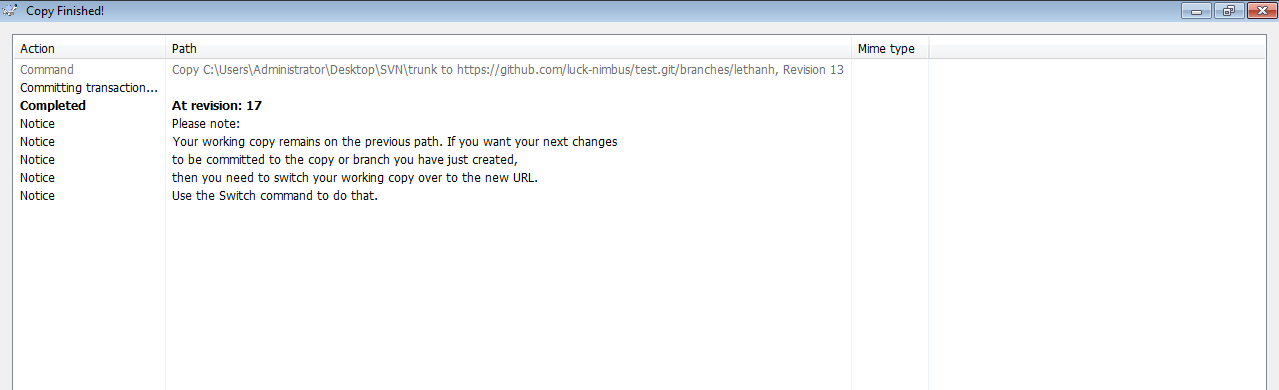 Copy Finished!
Action Path Mime type
Command Copy C:\Users\Administrator\Desktop\SVN\trunk to https://github.com/luck-nimbus/test.git/branches/lethanh, Revision 13
Committing transaction...
Completed At revision: 17
Notice Please note:
Notice Your working copy remains on the previous path. If you want your next changes
Notice to be committed to the copy or branch you have just created,
Notice then you need to switch your working copy over to the new URL.
Notice Use the Switch command to do that.